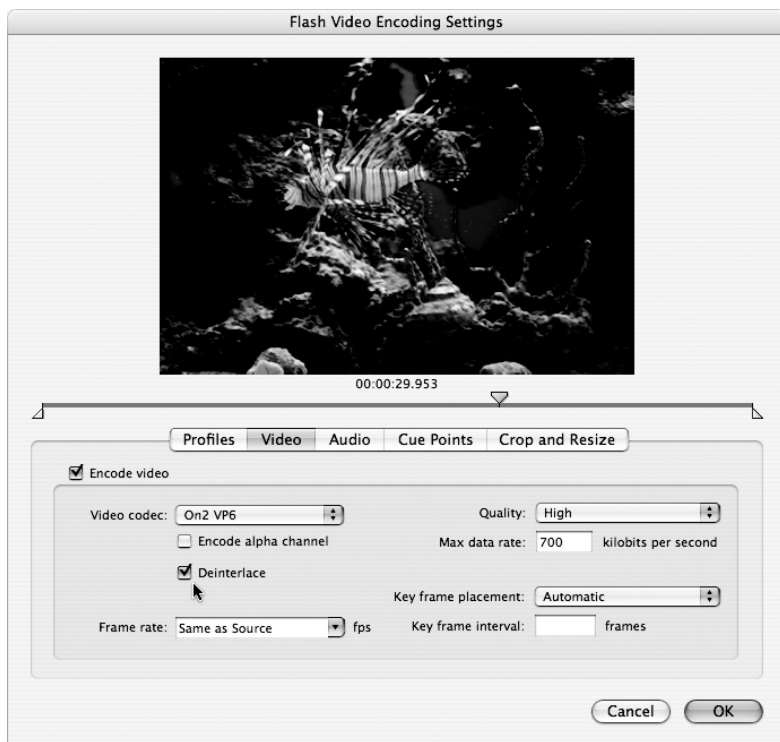 Flash Video Encoding Settings
00:00:29.953
Profiles Video Audio Cue Points Crop and Resize
Encode video
Video codec: On2 VP6 Quality: High
Encode alpha channel Max data rate: 700 kilobits per second
Deinterlace
Key frame placement: Automatic
Frame rate: Same as Source fps Key frame interval: frames
Cancel OK